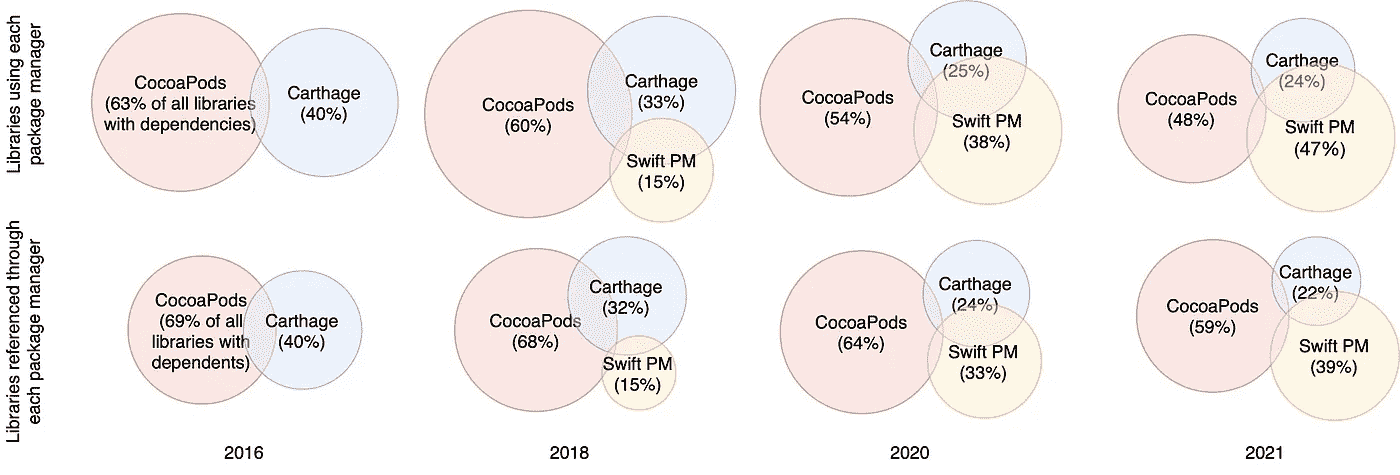 Libraries using each
package manager
CocoaPods
(63% of all libraries
with dependencies)
Carthage
(40%)
CocoaPods
(60%)
Carthage
(33%)
Swift PM
(15%)
CocoaPods
(54%)
Carthage
(25%)
Swift PM
(38%)
CocoaPods
(48%)
Carthage
(24%)
Swift PM
(47%)
Libraries referenced through
each package manager
CocoaPods
(69% of all
libraries with
dependents)
Carthage
(40%)
CocoaPods
(68%)
Carthage
(32%)
Swift PM
(15%)
CocoaPods
(64%)
Carthage
(24%)
Swift PM
(33%)
CocoaPods
(59%)
Carthage
(22%)
Swift PM
(39%)
2016
2018
2020
2021